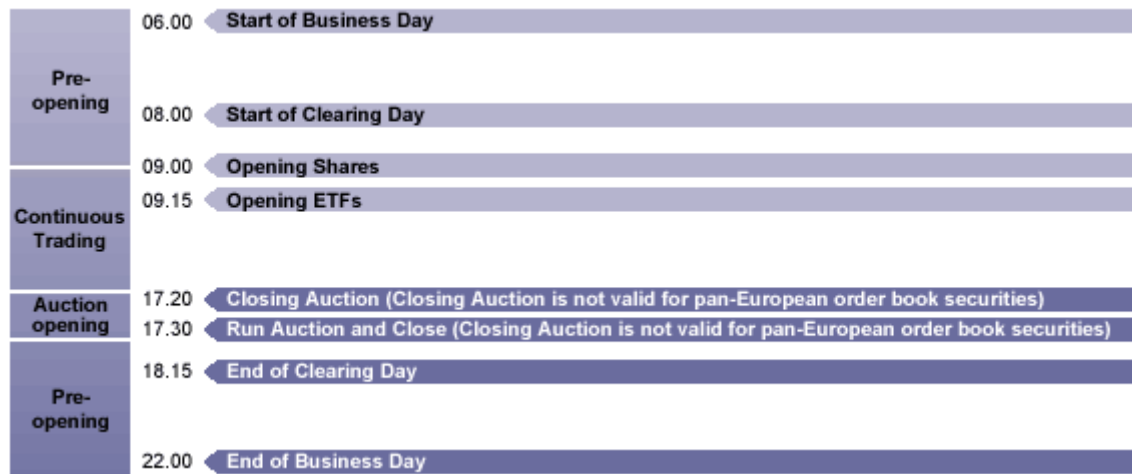 06.00 Start of Business Day
Pre-
opening
08.00 Start of Clearing Day
09.00 Opening Shares
09.15 Opening ETFs
Continuous
Trading
17.20 Closing Auction (Closing Auction is not valid for pan-European order book securities)
Auction
opening
17.30 Run Auction and Close (Closing Auction is not valid for pan-European order book securities)
18.15 End of Clearing Day
Pre-
opening
22.00 End of Business Day